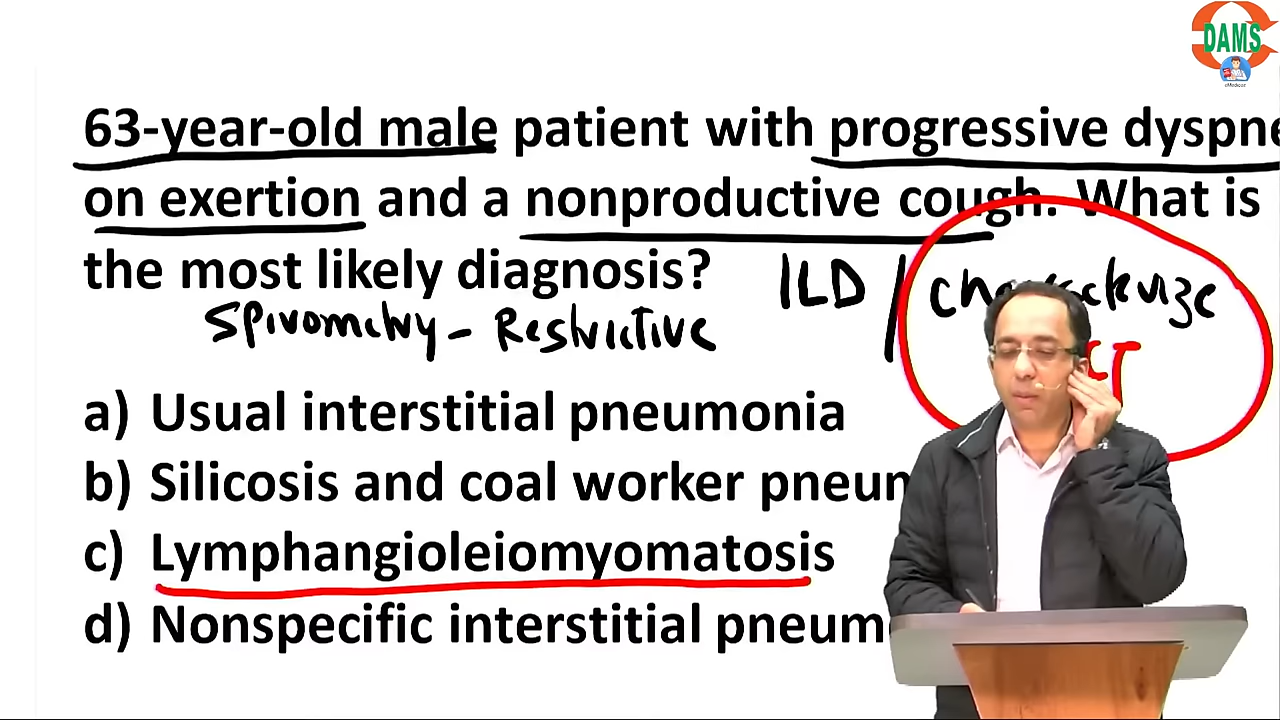 DAMS
eMedicoz
63-year-old male patient with progressive dyspne
on exertion and a nonproductive cough. What is
the most likely diagnosis?
ILD /
Spirometry - Restrictive
a) Usual interstitial pneumonia
b) Silicosis and coal worker pneum
c) Lymphangioleiomyomatosis
d) Nonspecific interstitial pneum